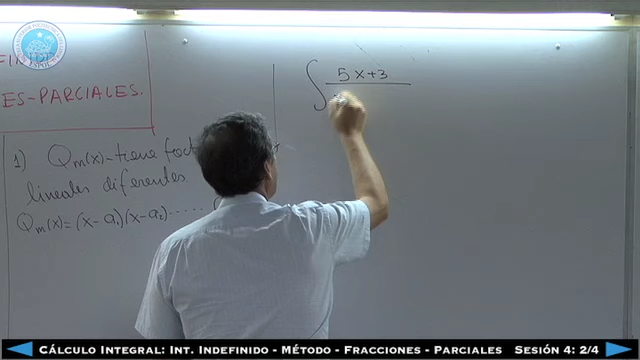 ES-PARCIALES.
1) Qm(x)-tiene fact
lineales diferentes
Qm(x)=(x-a₁)(x-a₂)......
∫ 5x+3
ESPOL
Cálculo Integral: Int. Indefinido - Método - Fracciones - Parciales Sesión 4: 2/4